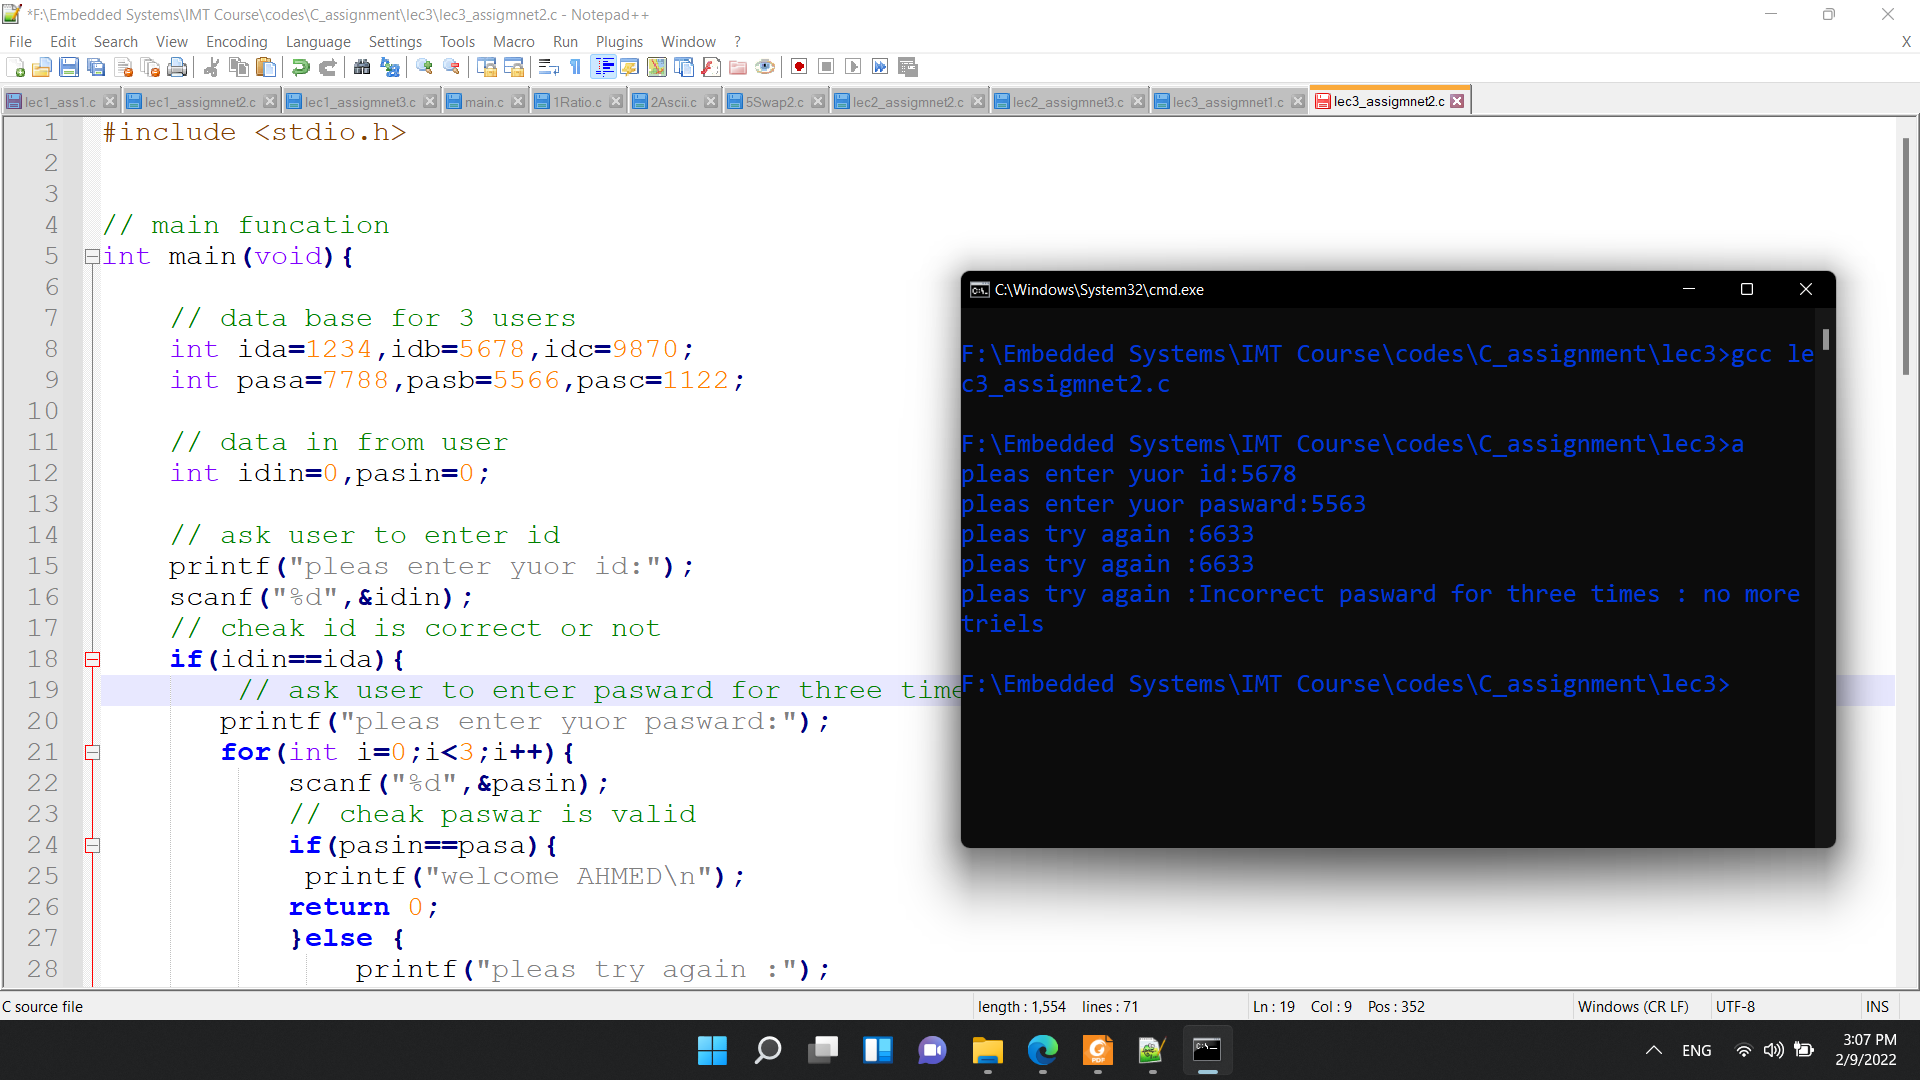 *F:\Embedded Systems\IMT Course\codes\C_assignment\lec3\lec3_assigmnet2.c - Notepad++
File Edit Search View Encoding Language Settings Tools Macro Run Plugins Window ? X
lec1_ass1.c lec1_assigmnet2.c lec1_assigmnet3.c main.c 1Ratio.c 2Ascii.c 5Swap2.c lec2_assigmnet2.c lec2_assigmnet3.c lec3_assigmnet1.c lec3_assigmnet2.c
1 #include <stdio.h>
2
3
4 // main funcation
5 int main(void){
6
7 // data base for 3 users
8 int ida=1234,idb=5678,idc=9870;
9 int pasa=7788,pasb=5566,pasc=1122;
10
11 // data in from user
12 int idin=0,pasin=0;
13
14 // ask user to enter id
15 printf("pleas enter yuor id:");
16 scanf("%d",&idin);
17 // cheak id is correct or not
18 if(idin==ida){
19 // ask user to enter pasward for three time
20 printf("pleas enter yuor pasward:");
21 for(int i=0;i<3;i++){
22 scanf("%d",&pasin);
23 // cheak paswar is valid
24 if(pasin==pasa){
25 printf("welcome AHMED\n");
26 return 0;
27 }else {
28 printf("pleas try again :");
C:\Windows\System32\cmd.exe
F:\Embedded Systems\IMT Course\codes\C_assignment\lec3>gcc le
c3_assigmnet2.c
F:\Embedded Systems\IMT Course\codes\C_assignment\lec3>a
pleas enter yuor id:5678
pleas enter yuor pasward:5563
pleas try again :6633
pleas try again :6633
pleas try again :Incorrect pasward for three times : no more
triels
F:\Embedded Systems\IMT Course\codes\C_assignment\lec3>
C source file length : 1,554 lines : 71 Ln : 19 Col : 9 Pos : 352 Windows (CR LF) UTF-8 INS
ENG
3:07 PM
2/9/2022